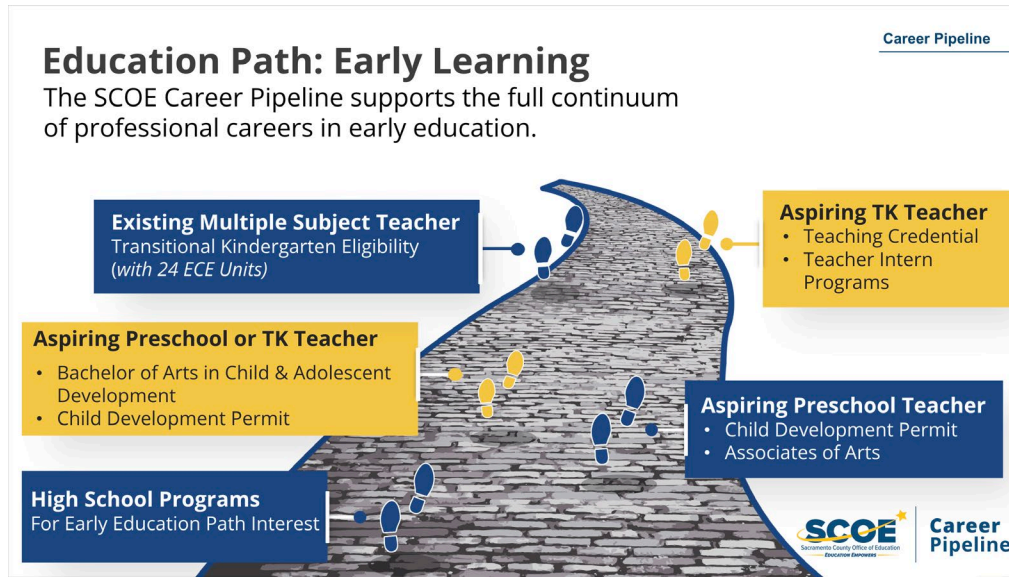 Career Pipeline
Education Path: Early Learning
The SCOE Career Pipeline supports the full continuum
of professional careers in early education.
Existing Multiple Subject Teacher
Transitional Kindergarten Eligibility
(with 24 ECE Units)
Aspiring TK Teacher
• Teaching Credential
• Teacher Intern
Programs
Aspiring Preschool or TK Teacher
• Bachelor of Arts in Child & Adolescent
Development
• Child Development Permit
Aspiring Preschool Teacher
• Child Development Permit
• Associates of Arts
High School Programs
For Early Education Path Interest
SCOE
Sacramento County Office of Education
EDUCATION EMPOWERS
Career
Pipeline